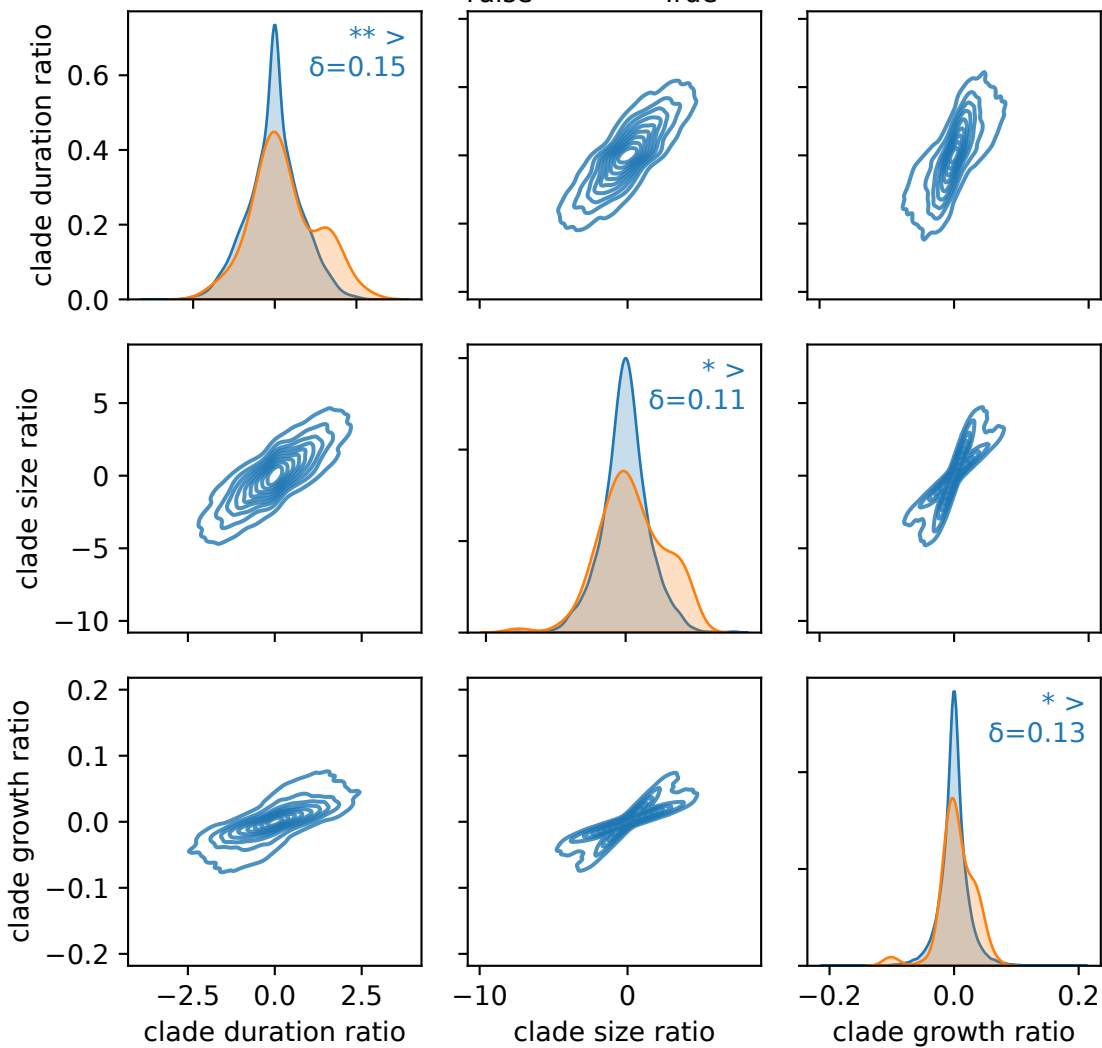 True
clade duration ratio
0.6
0.4
0.2
0.0
** >
δ=0.15
clade size ratio
5
0
−5
−10
* >
δ=0.11
clade growth ratio
0.2
0.1
0.0
−0.1
−0.2
* >
δ=0.13
−2.5 0.0 2.5
−10 0
−0.2 0.0 0.2
clade duration ratio
clade size ratio
clade growth ratio